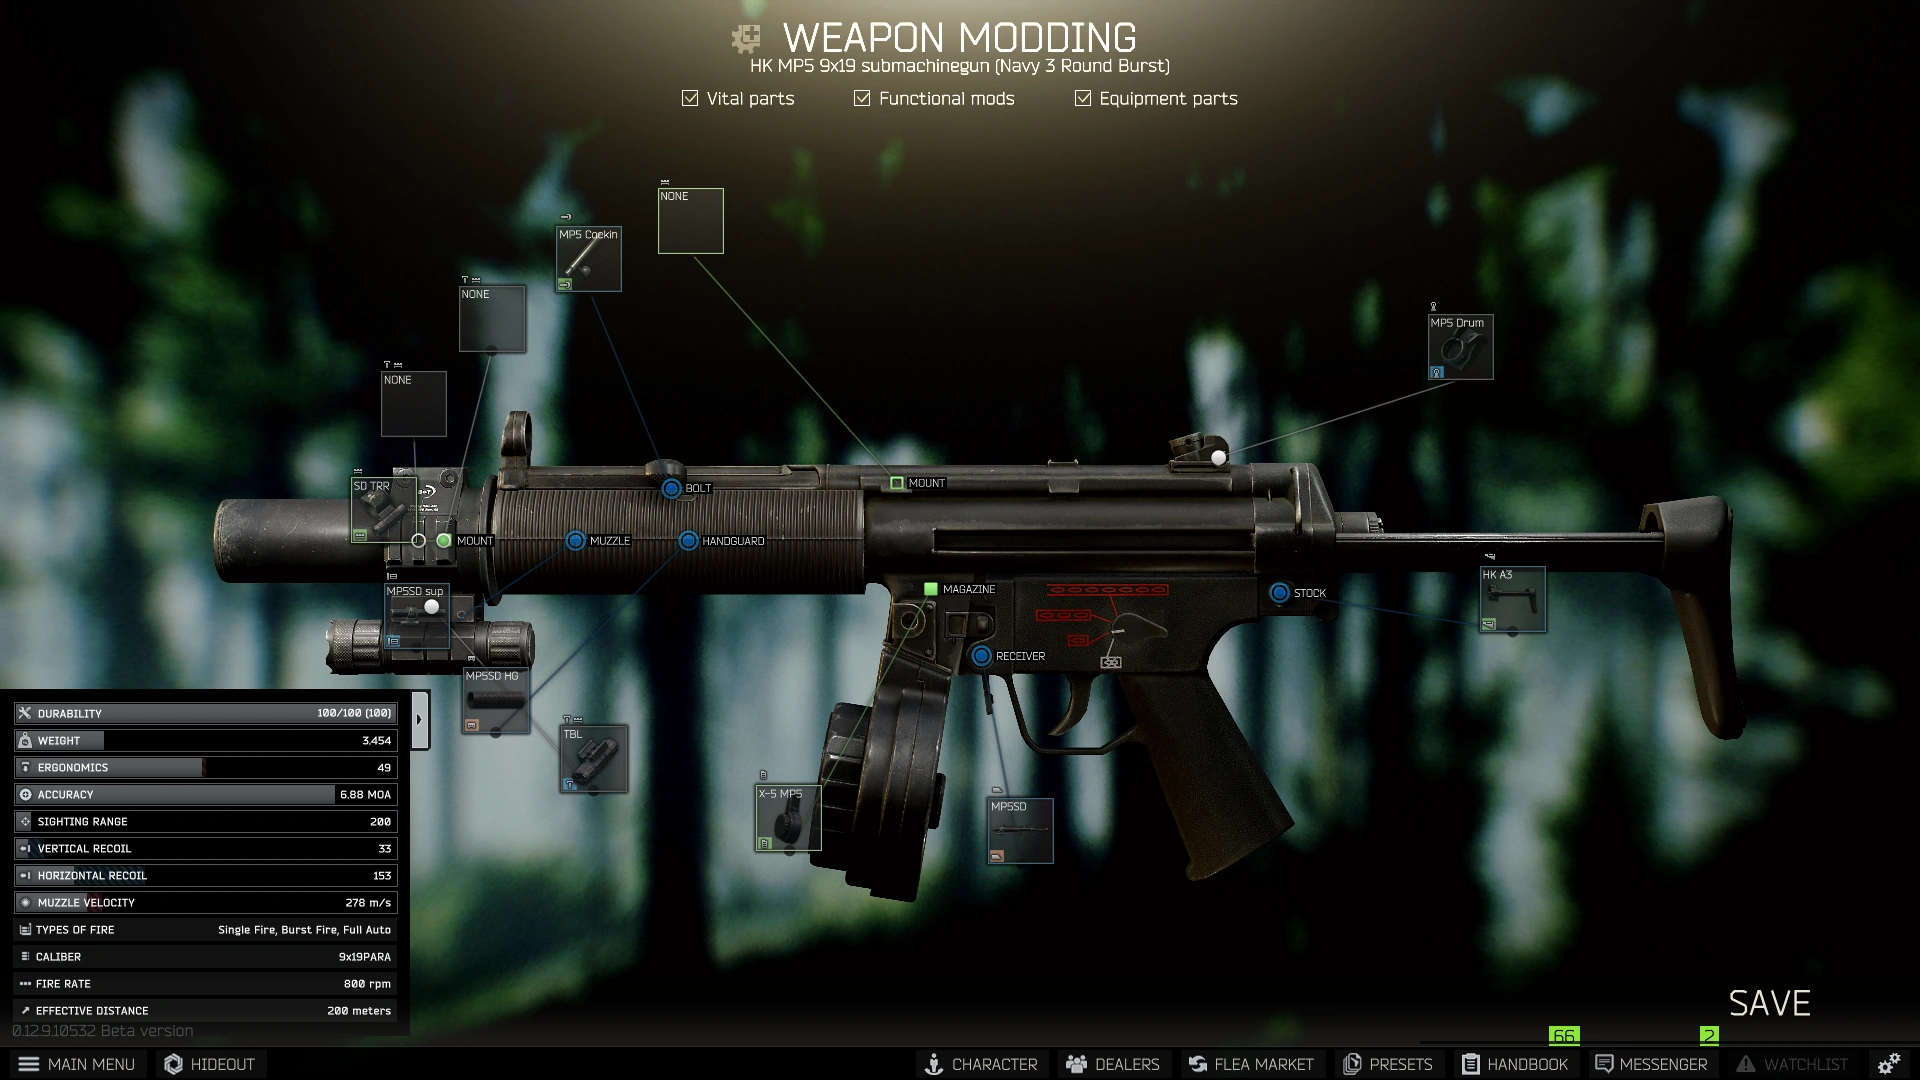 WEAPON MODDING
HK MP5 9x19 submachinegun (Navy 3 Round Burst)
Vital parts
Functional mods
Equipment parts
NONE
MP5 Cockin
NONE
MP5 Drum
NONE
SD TRR
BOLT
MOUNT
MOUNT
MUZZLE
HANDGUARD
MP5SD sup
MAGAZINE
STOCK
HK A3
RECEIVER
MP5SD HG
TBL
X-5 MP5
MP5SD
DURABILITY 100/100 (100)
WEIGHT 3.454
ERGONOMICS 49
ACCURACY 6.88 MOA
SIGHTING RANGE 200
VERTICAL RECOIL 33
HORIZONTAL RECOIL 153
MUZZLE VELOCITY 278 m/s
TYPES OF FIRE Single Fire, Burst Fire, Full Auto
CALIBER 9x19PARA
FIRE RATE 800 rpm
EFFECTIVE DISTANCE 200 meters
0.12.9.10532 Beta version
SAVE
66
2
MAIN MENU
HIDEOUT
CHARACTER
DEALERS
FLEA MARKET
PRESETS
HANDBOOK
MESSENGER
WATCHLIST